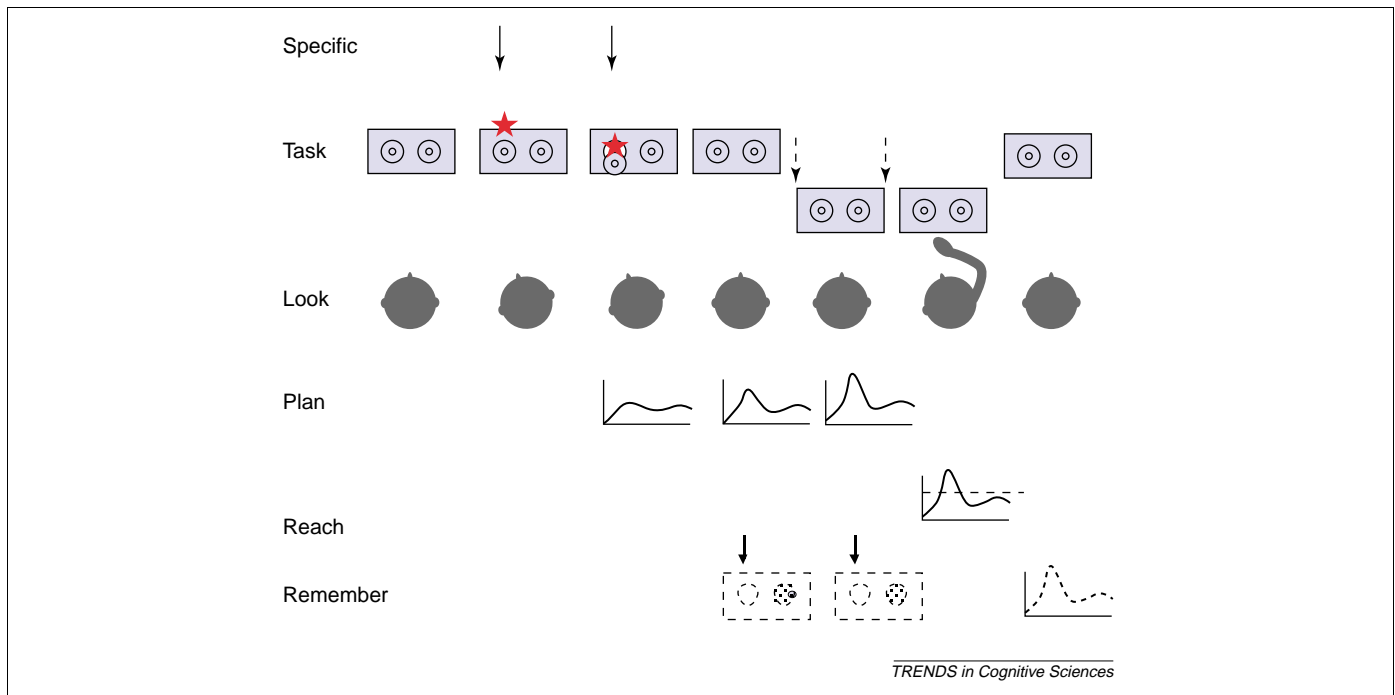 Specific
Task
Look
Plan
Reach
Remember
TRENDS in Cognitive Sciences